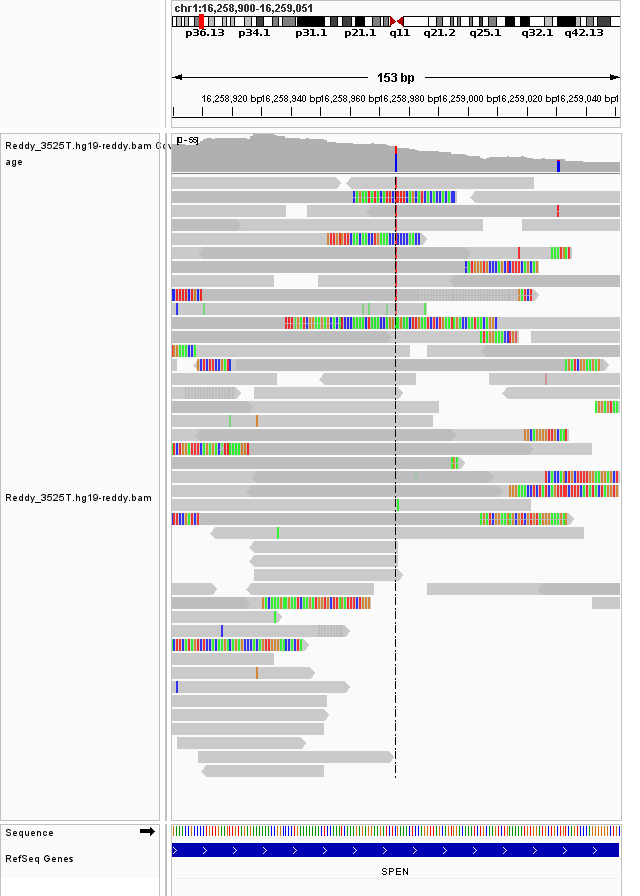 chr1:16,258,900-16,259,051
p36.13 p34.1 p31.1 p21.1 q11 q21.2 q25.1 q32.1 q42.13
153 bp
16,258,920 bp 16,258,940 bp 16,258,960 bp 16,258,980 bp 16,259,000 bp 16,259,020 bp 16,259,040 bp
Reddy_3525T.hg19-reddy.bam Cov
age
Reddy_3525T.hg19-reddy.bam
Sequence
RefSeq Genes
SPEN